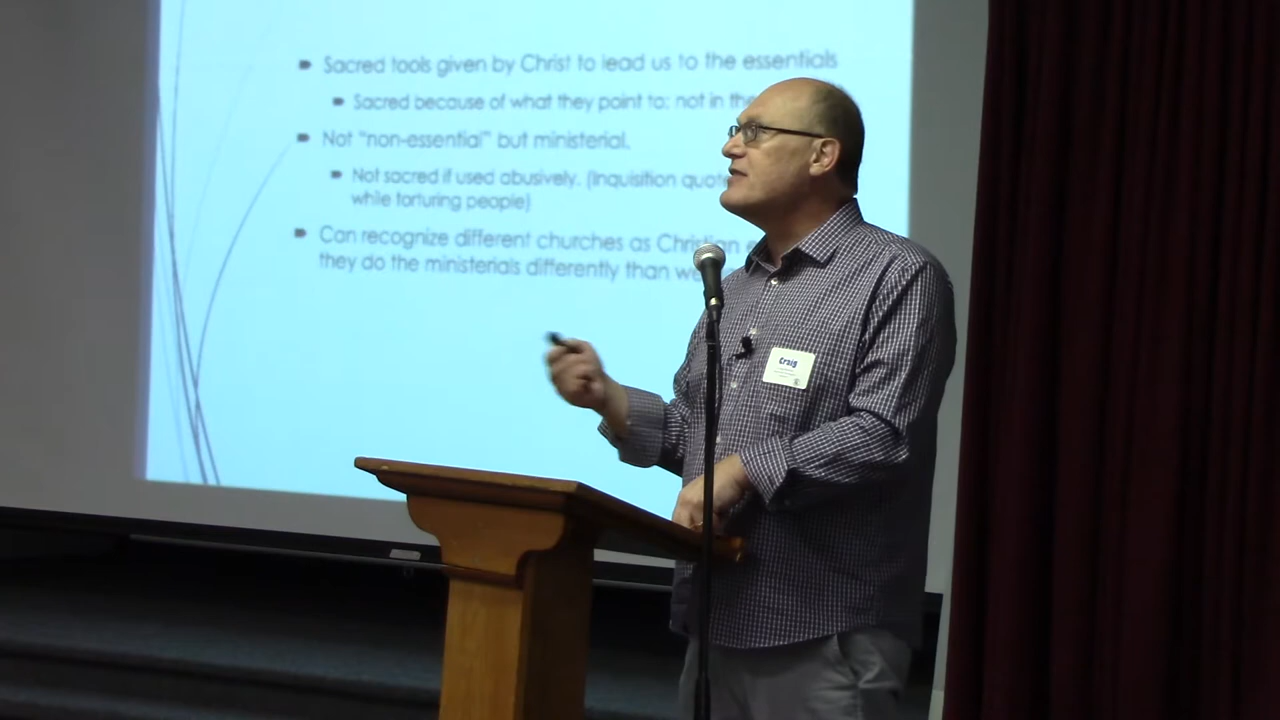 Sacred tools given by Christ to lead us to the essentials
Sacred because of what they point to; not in
Not "non-essential" but ministerial.
Not sacred if used abusively. (Inquisition
while torturing people)
Can recognize different churches as Christian
they do the ministerials differently than
Craig